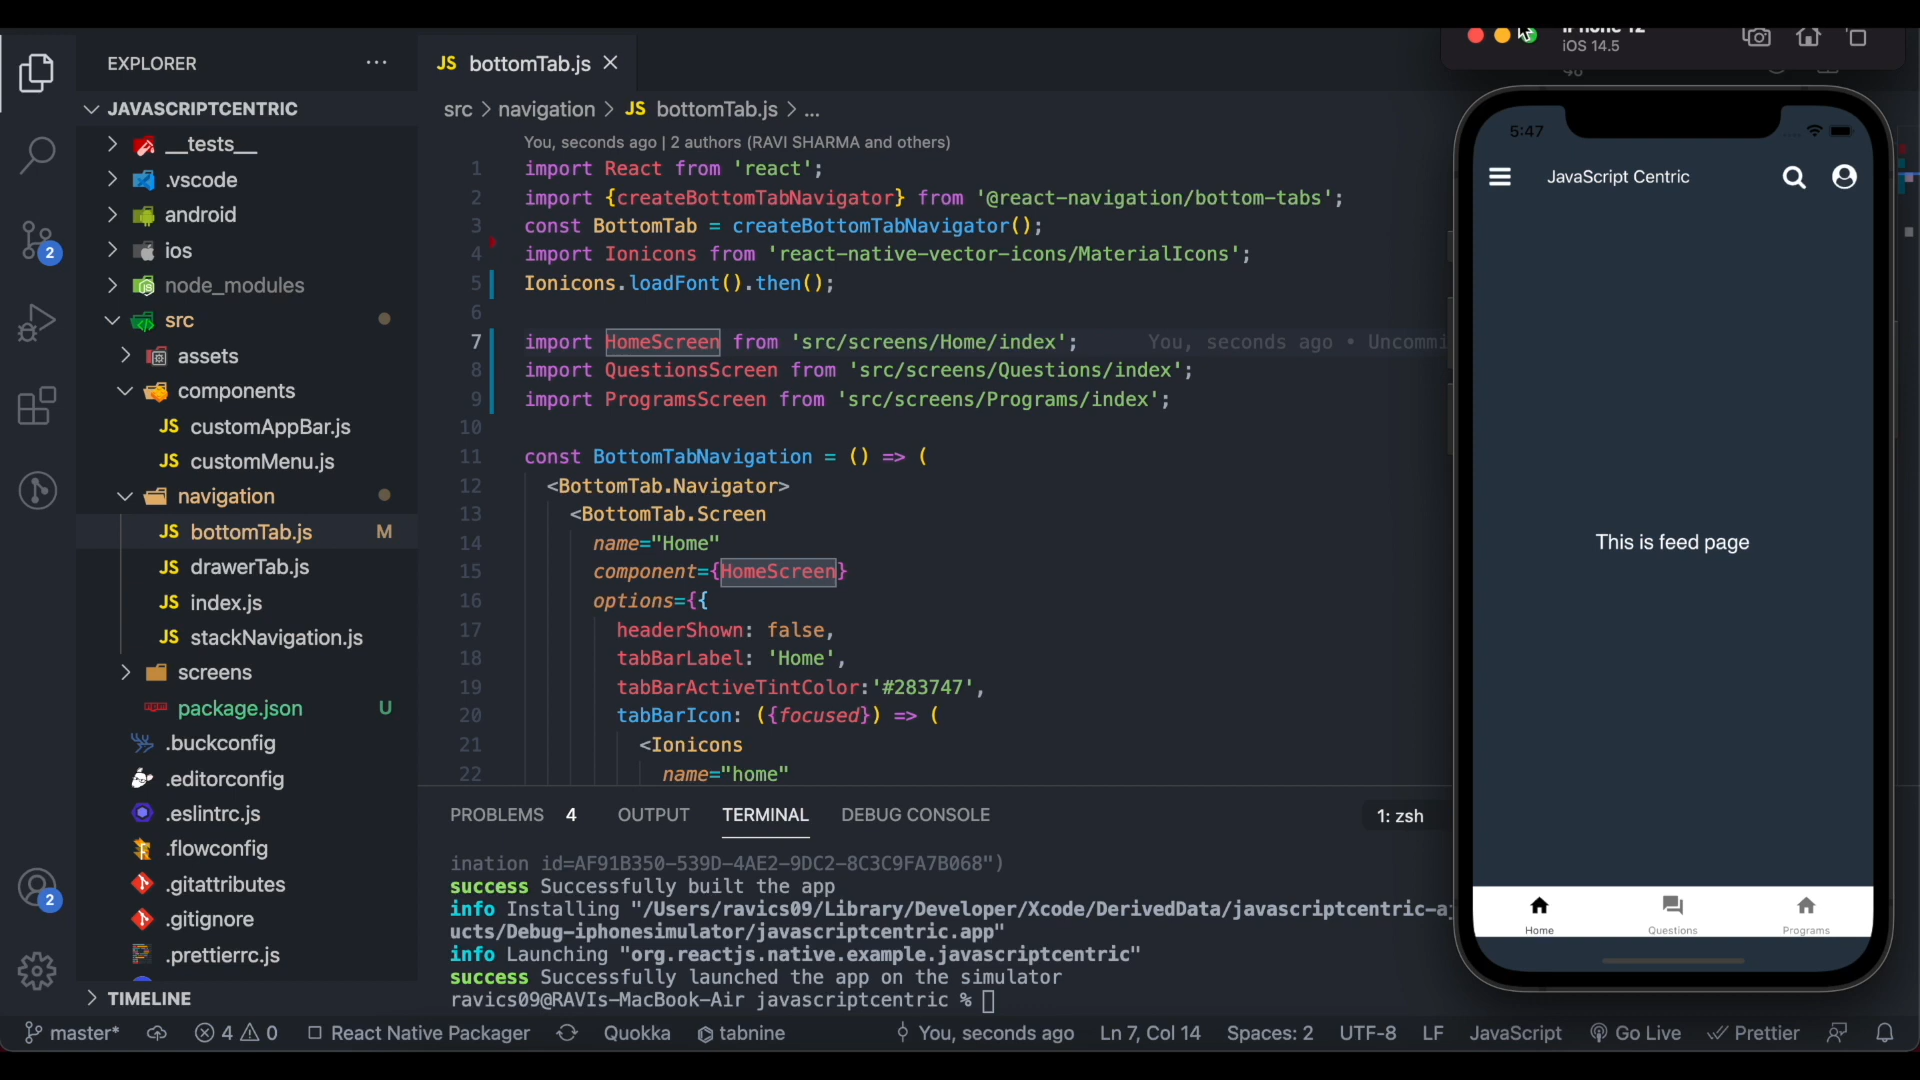 EXPLORER
JAVASCRIPTCENTRIC
__tests__
.vscode
android
ios
node_modules
src
assets
components
JS customAppBar.js
JS customMenu.js
navigation
JS bottomTab.js M
JS drawerTab.js
JS index.js
JS stackNavigation.js
screens
package.json U
.buckconfig
.editorconfig
.eslintrc.js
.flowconfig
.gitattributes
.gitignore
.prettierrc.js
TIMELINE
2
2
JS bottomTab.js
src > navigation > JS bottomTab.js > ...
You, seconds ago | 2 authors (RAVI SHARMA and others)
1 import React from 'react';
2 import {createBottomTabNavigator} from '@react-navigation/bottom-tabs';
3 const BottomTab = createBottomTabNavigator();
4 import Ionicons from 'react-native-vector-icons/MaterialIcons';
5 Ionicons.loadFont().then();
6
7 import HomeScreen from 'src/screens/Home/index'; You, seconds ago • Uncommi
8 import QuestionsScreen from 'src/screens/Questions/index';
9 import ProgramsScreen from 'src/screens/Programs/index';
10
11 const BottomTabNavigation = () => (
12 <BottomTab.Navigator>
13 <BottomTab.Screen
14 name="Home"
15 component={HomeScreen}
16 options={{
17 headerShown: false,
18 tabBarLabel: 'Home',
19 tabBarActiveTintColor:'#283747',
20 tabBarIcon: ({focused}) => (
21 <Ionicons
22 name="home"
PROBLEMS 4 OUTPUT TERMINAL DEBUG CONSOLE 1: zsh
ination id=AF91B350-539D-4AE2-9DC2-8C3C9FA7B068")
success Successfully built the app
info Installing "/Users/ravics09/Library/Developer/Xcode/DerivedData/javascriptcentric-a
ucts/Debug-iphonesimulator/javascriptcentric.app"
info Launching "org.reactjs.native.example.javascriptcentric"
success Successfully launched the app on the simulator
ravics09@RAVIs-MacBook-Air javascriptcentric %
iPhone 12
iOS 14.5
5:47
JavaScript Centric
This is feed page
Home Questions Programs
master* 4 0 React Native Packager Quokka tabnine You, seconds ago Ln 7, Col 14 Spaces: 2 UTF-8 LF JavaScript Go Live Prettier